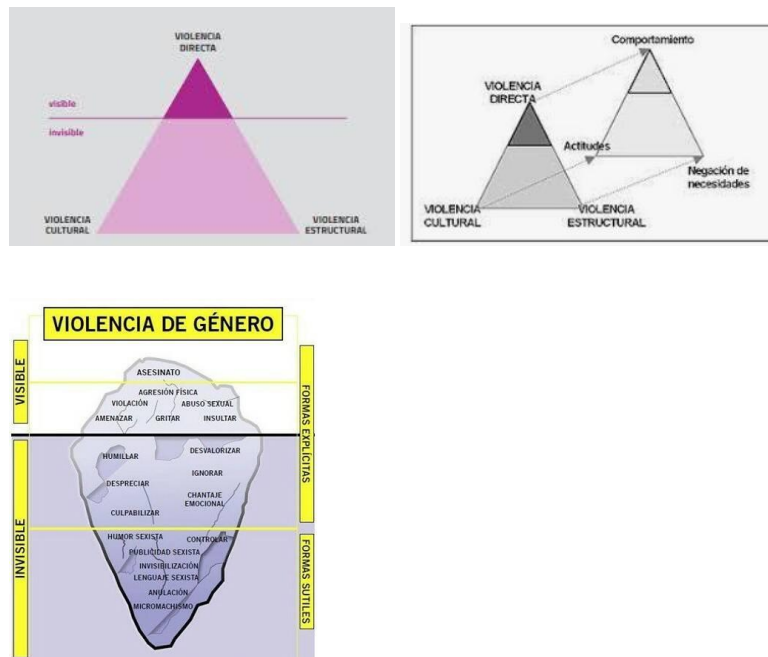 VIOLENCIA
DIRECTA
visible
invisible
VIOLENCIA
CULTURAL
VIOLENCIA
ESTRUCTURAL
Comportamiento
VIOLENCIA
DIRECTA
Actitudes
Negación de
necesidades
VIOLENCIA
CULTURAL
VIOLENCIA
ESTRUCTURAL
VIOLENCIA DE GÉNERO
VISIBLE
INVISIBLE
FORMAS EXPLÍCITAS
FORMAS SUTILES
ASESINATO
AGRESIÓN FÍSICA
VIOLACIÓN ABUSO SEXUAL
AMENAZAR GRITAR INSULTAR
HUMILLAR DESVALORIZAR
IGNORAR
DESPRECIAR
CHANTAJE
EMOCIONAL
CULPABILIZAR
HUMOR SEXISTA CONTROLAR
PUBLICIDAD SEXISTA
INVISIBILIZACIÓN
LENGUAJE SEXISTA
ANULACIÓN
MICROMACHISMO